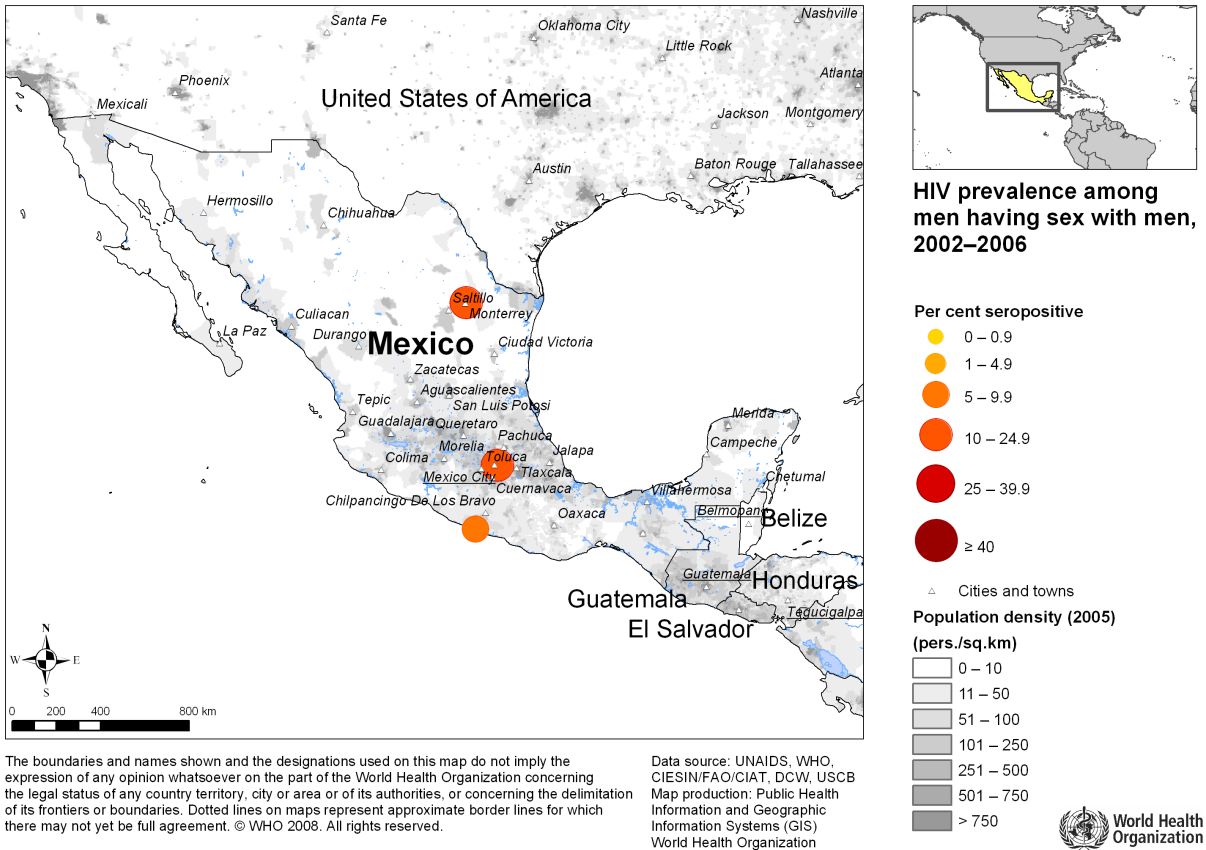 Santa Fe
Oklahoma City
Nashville
Little Rock
Atlanta
Phoenix
United States of America
Mexicali
Jackson
Montgomery
Austin
Baton Rouge
Tallahassee
Hermosillo
Chihuahua
Saltillo
Monterrey
Culiacan
La Paz
Durango
Mexico
Ciudad Victoria
Zacatecas
Aguascalientes
San Luis Potosi
Tepic
Guadalajara
Queretaro
Pachuca
Merida
Campeche
Morelia
Jalapa
Colima
Toluca
Tlaxcala
Mexico City
Cuernavaca
Chetumal
Villahermosa
Chilpancingo De Los Bravo
Oaxaca
Belmopan
Belize
Guatemala
Honduras
Guatemala
Tegucigalpa
El Salvador
N
W
E
S
0 200 400 800 km
The boundaries and names shown and the designations used on this map do not imply the
expression of any opinion whatsoever on the part of the World Health Organization concerning
the legal status of any country territory, city or area or of its authorities, or concerning the delimitation
of its frontiers or boundaries. Dotted lines on maps represent approximate border lines for which
there may not yet be full agreement. © WHO 2008. All rights reserved.
Data source: UNAIDS, WHO,
CIESIN/FAO/CIAT, DCW, USCB
Map production: Public Health
Information and Geographic
Information Systems (GIS)
World Health Organization
HIV prevalence among
men having sex with men,
2002–2006
Per cent seropositive
0 – 0.9
1 – 4.9
5 – 9.9
10 – 24.9
25 – 39.9
≥ 40
Cities and towns
Population density (2005)
(pers./sq.km)
0 – 10
11 – 50
51 – 100
101 – 250
251 – 500
501 – 750
> 750
World Health
Organization